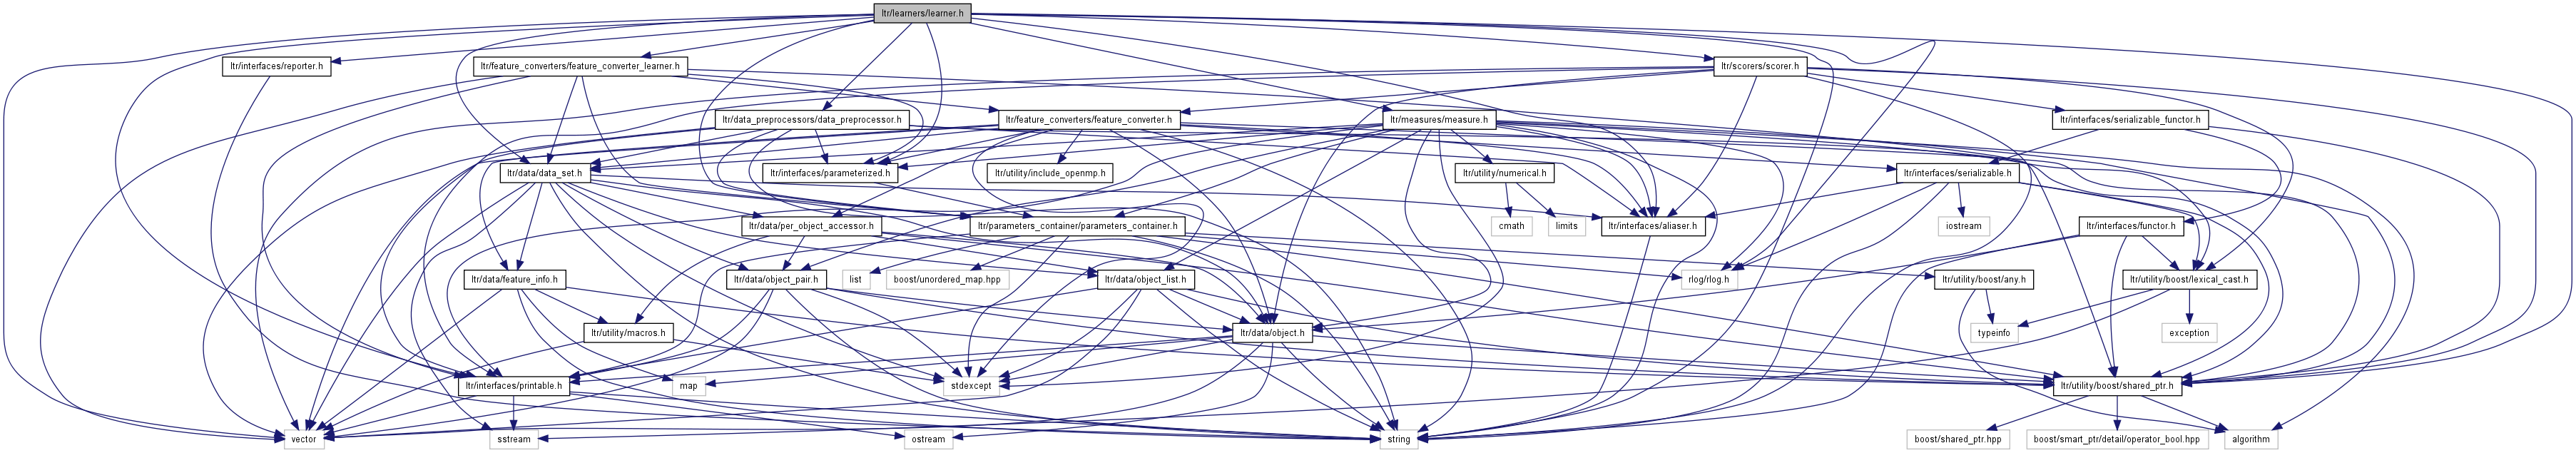 ltr/learners/learner.h
ltr/interfaces/reporter.h
ltr/feature_converters/feature_converter_learner.h
ltr/scorers/scorer.h
ltr/data_preprocessors/data_preprocessor.h
ltr/feature_converters/feature_converter.h
ltr/measures/measure.h
ltr/interfaces/serializable_functor.h
ltr/data/data_set.h
ltr/interfaces/parameterized.h
ltr/utility/include_openmp.h
ltr/utility/numerical.h
ltr/interfaces/serializable.h
ltr/data/per_object_accessor.h
ltr/parameters_container/parameters_container.h
cmath
limits
ltr/interfaces/aliaser.h
iostream
ltr/interfaces/functor.h
ltr/data/feature_info.h
ltr/data/object_pair.h
list
boost/unordered_map.hpp
ltr/data/object_list.h
rlog/rlog.h
ltr/utility/boost/any.h
ltr/utility/boost/lexical_cast.h
ltr/utility/macros.h
ltr/data/object.h
typeinfo
exception
ltr/interfaces/printable.h
map
stdexcept
ltr/utility/boost/shared_ptr.h
vector
sstream
ostream
string
boost/shared_ptr.hpp
boost/smart_ptr/detail/operator_bool.hpp
algorithm